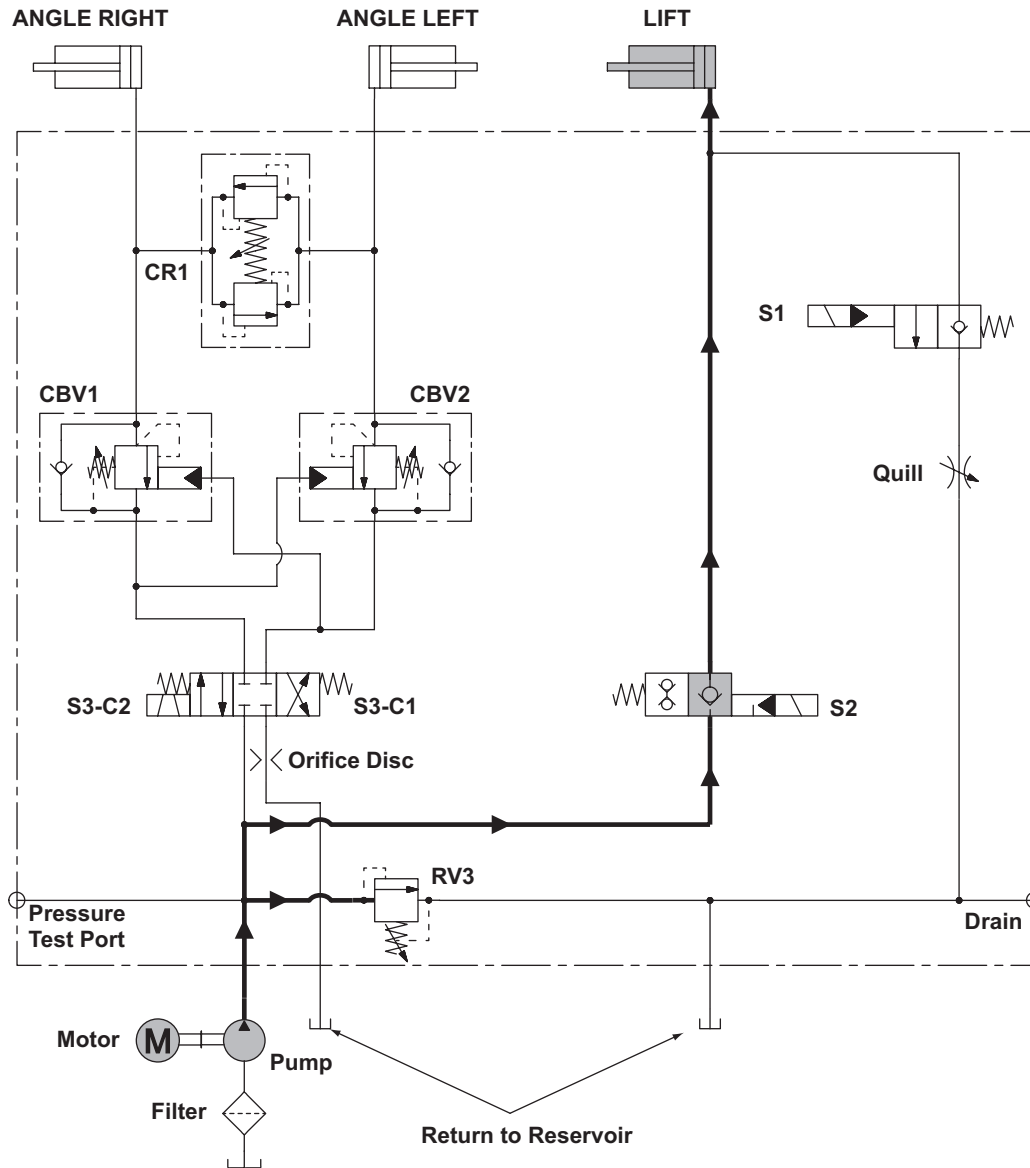 ANGLE RIGHT
ANGLE LEFT
LIFT
CR1
S1
CBV1
CBV2
Quill
S3-C2
S3-C1
S2
Orifice Disc
RV3
Pressure
Test Port
Drain
Motor
M
Pump
Filter
Return to Reservoir